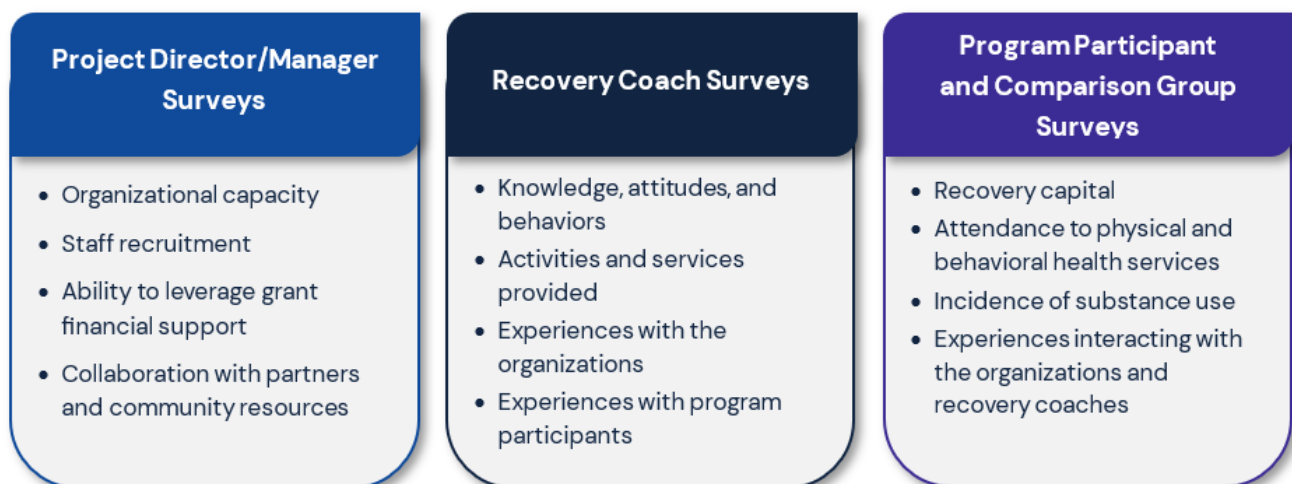 Project Director/Manager
Surveys
• Organizational capacity
• Staff recruitment
• Ability to leverage grant
financial support
• Collaboration with partners
and community resources
Recovery Coach Surveys
• Knowledge, attitudes, and
behaviors
• Activities and services
provided
• Experiences with the
organizations
• Experiences with program
participants
Program Participant
and Comparison Group
Surveys
• Recovery capital
• Attendance to physical and
behavioral health services
• Incidence of substance use
• Experiences interacting with
the organizations and
recovery coaches